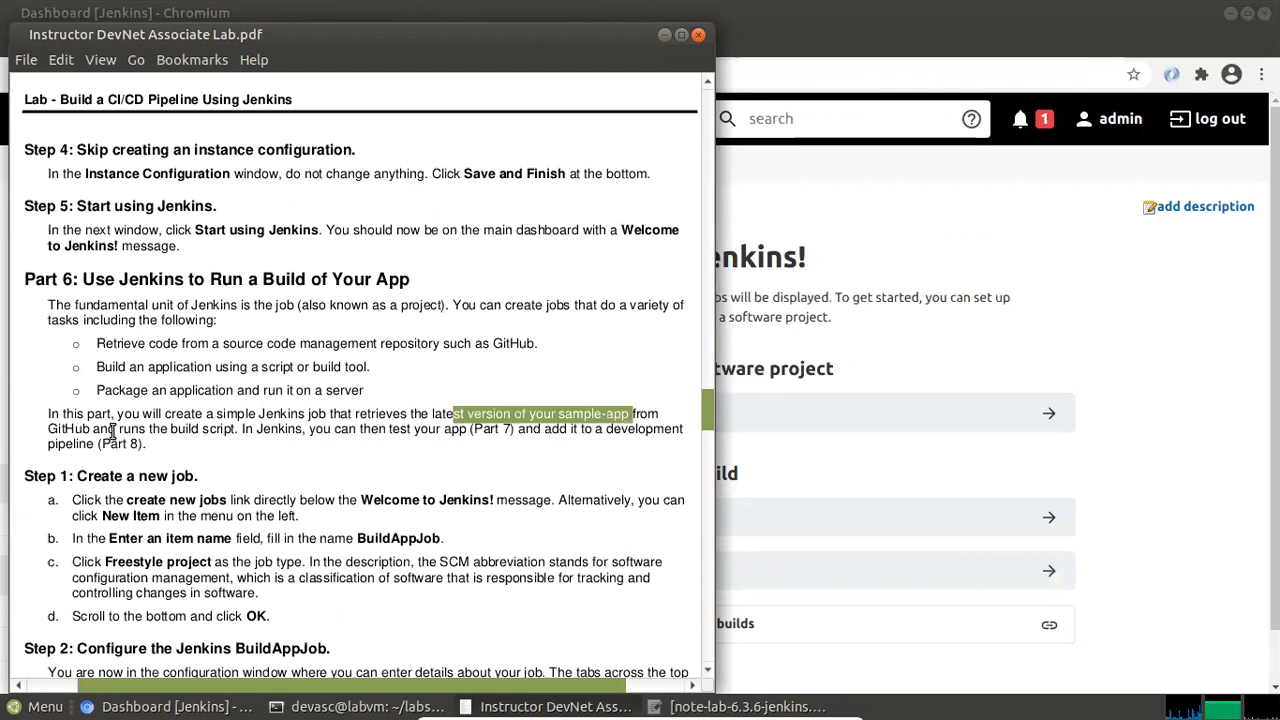 Dashboard [Jenkins] - Chromium
Instructor DevNet Associate Lab.pdf
File Edit View Go Bookmarks Help
Lab - Build a CI/CD Pipeline Using Jenkins
Step 4: Skip creating an instance configuration.
In the Instance Configuration window, do not change anything. Click Save and Finish at the bottom.
Step 5: Start using Jenkins.
In the next window, click Start using Jenkins. You should now be on the main dashboard with a Welcome
to Jenkins! message.
Part 6: Use Jenkins to Run a Build of Your App
The fundamental unit of Jenkins is the job (also known as a project). You can create jobs that do a variety of
tasks including the following:
○ Retrieve code from a source code management repository such as GitHub.
○ Build an application using a script or build tool.
○ Package an application and run it on a server
In this part, you will create a simple Jenkins job that retrieves the latest version of your sample-app from
GitHub and runs the build script. In Jenkins, you can then test your app (Part 7) and add it to a development
pipeline (Part 8).
Step 1: Create a new job.
a. Click the create new jobs link directly below the Welcome to Jenkins! message. Alternatively, you can
click New Item in the menu on the left.
b. In the Enter an item name field, fill in the name BuildAppJob.
c. Click Freestyle project as the job type. In the description, the SCM abbreviation stands for software
configuration management, which is a classification of software that is responsible for tracking and
controlling changes in software.
d. Scroll to the bottom and click OK.
Step 2: Configure the Jenkins BuildAppJob.
You are now in the configuration window where you can enter details about your job. The tabs across the top
search
1
admin
log out
add description
enkins!
bs will be displayed. To get started, you can set up
a software project.
tware project
ild
builds
Menu
Dashboard [Jenkins] - ...
devasc@labvm: ~/labs...
Instructor DevNet Assoc...
[note-lab-6.3.6-jenkins....